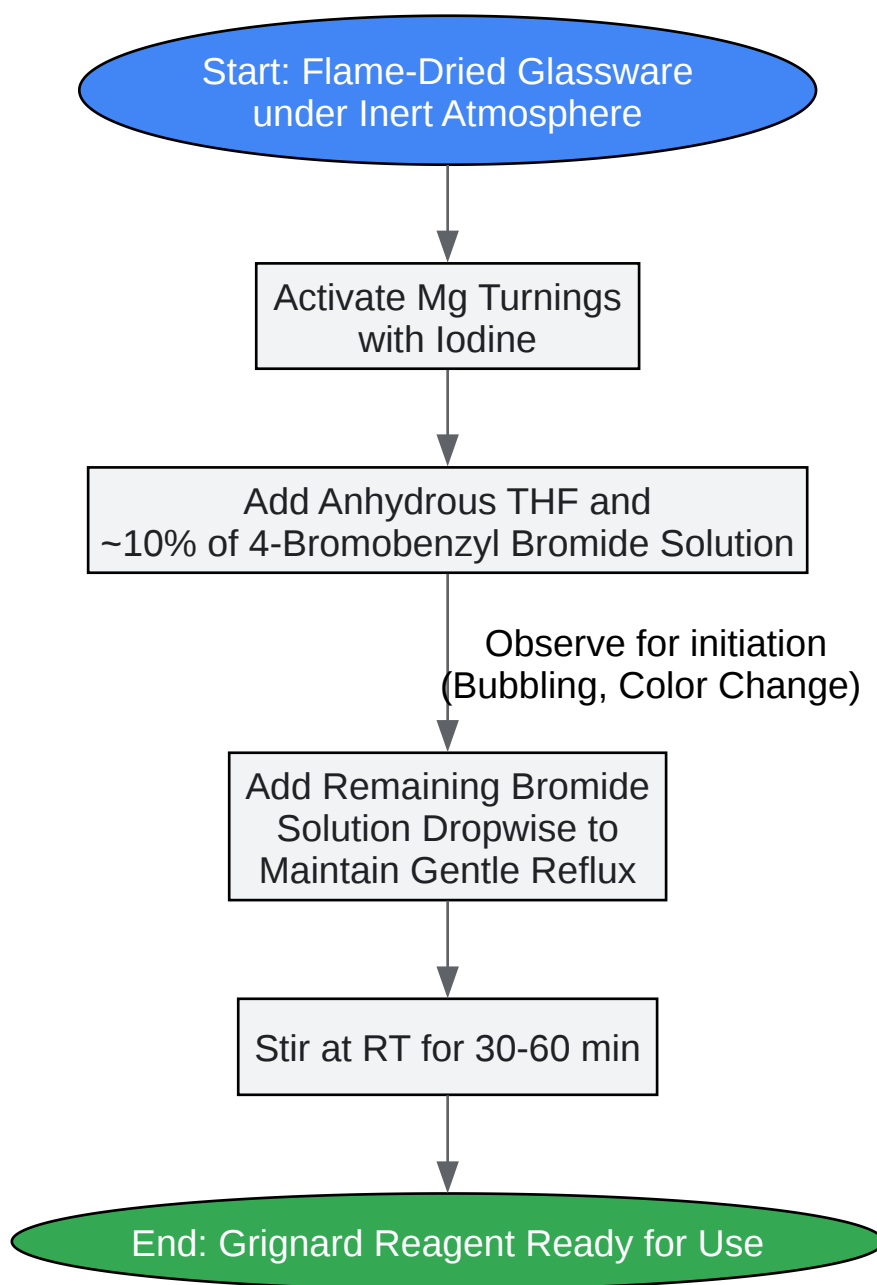 Start: Flame-Dried Glassware
under Inert Atmosphere
Activate Mg Turnings
with Iodine
Add Anhydrous THF and
~10% of 4-Bromobenzyl Bromide Solution
Observe for initiation
(Bubbling, Color Change)
Add Remaining Bromide
Solution Dropwise to
Maintain Gentle Reflux
Stir at RT for 30-60 min
End: Grignard Reagent Ready for Use